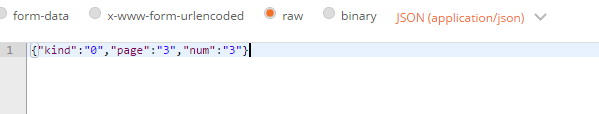 form-data x-www-form-urlencoded raw binary JSON (application/json)
1 {"kind":"0","page":"3","num":"3"}